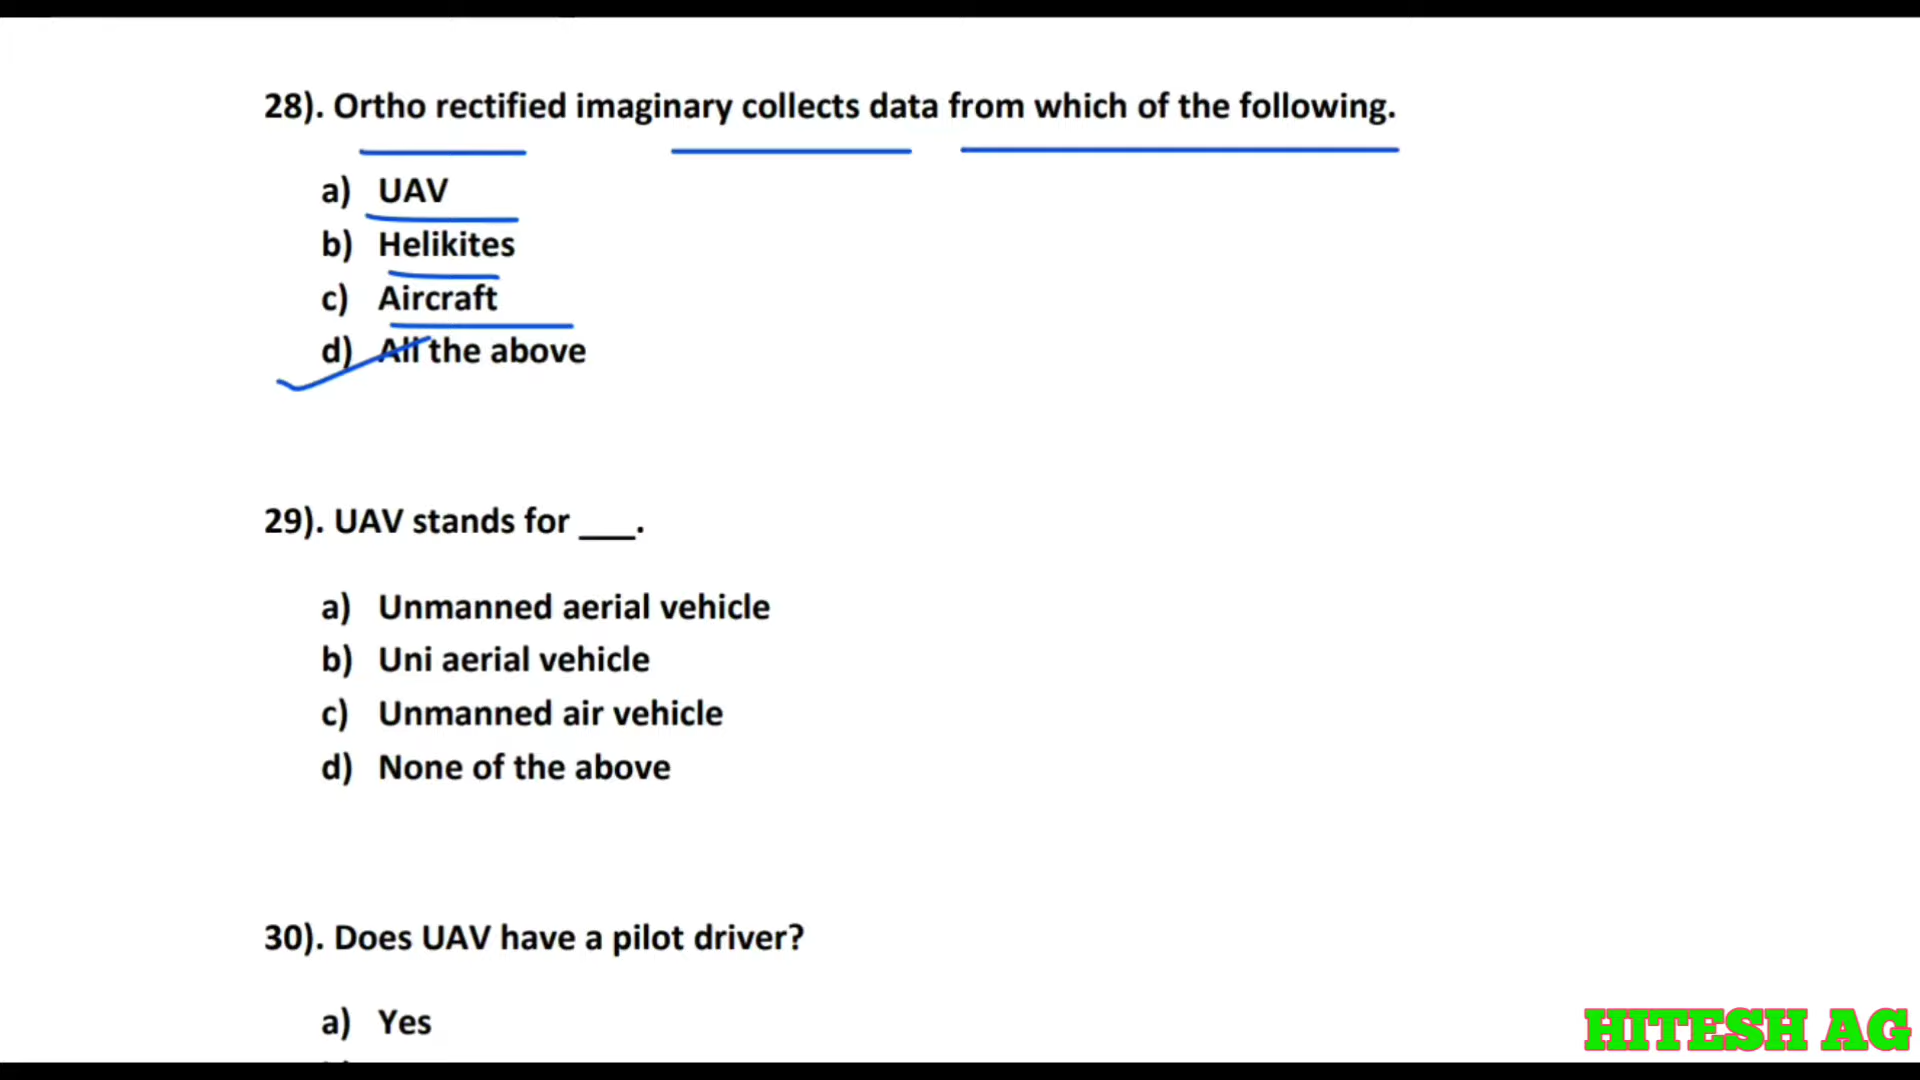 28). Ortho rectified imaginary collects data from which of the following.
a) UAV
b) Helikites
c) Aircraft
d) All the above
29). UAV stands for ___.
a) Unmanned aerial vehicle
b) Uni aerial vehicle
c) Unmanned air vehicle
d) None of the above
30). Does UAV have a pilot driver?
a) Yes
HITESH AG